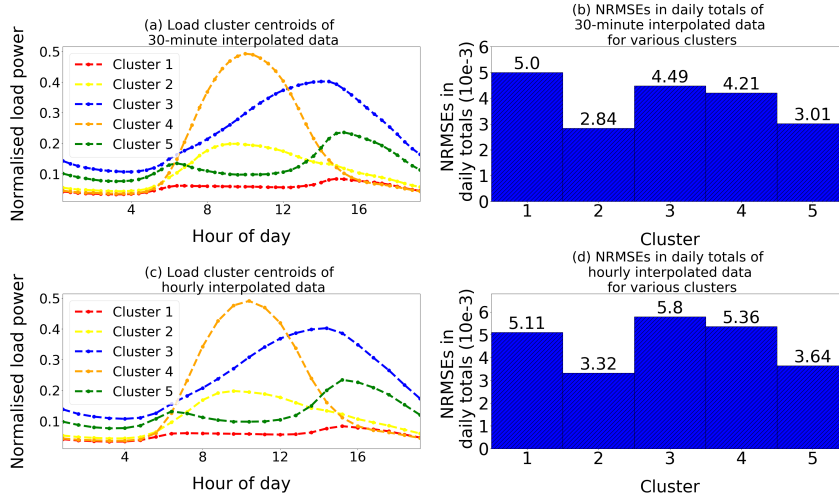 (a) Load cluster centroids of
30-minute interpolated data
Normalised load power
0.5
0.4
0.3
0.2
0.1
Cluster 1
Cluster 2
Cluster 3
Cluster 4
Cluster 5
4 8 12 16
Hour of day
(b) NRMSEs in daily totals of
30-minute interpolated data
for various clusters
NRMSEs in
daily totals (10e-3)
6
5
4
3
2
1
0
5.0 2.84 4.49 4.21 3.01
1 2 3 4 5
Cluster
(c) Load cluster centroids of
hourly interpolated data
Normalised load power
0.5
0.4
0.3
0.2
0.1
Cluster 1
Cluster 2
Cluster 3
Cluster 4
Cluster 5
4 8 12 16
Hour of day
(d) NRMSEs in daily totals of
hourly interpolated data
for various clusters
NRMSEs in
daily totals (10e-3)
6
5
4
3
2
1
0
5.11 3.32 5.8 5.36 3.64
1 2 3 4 5
Cluster